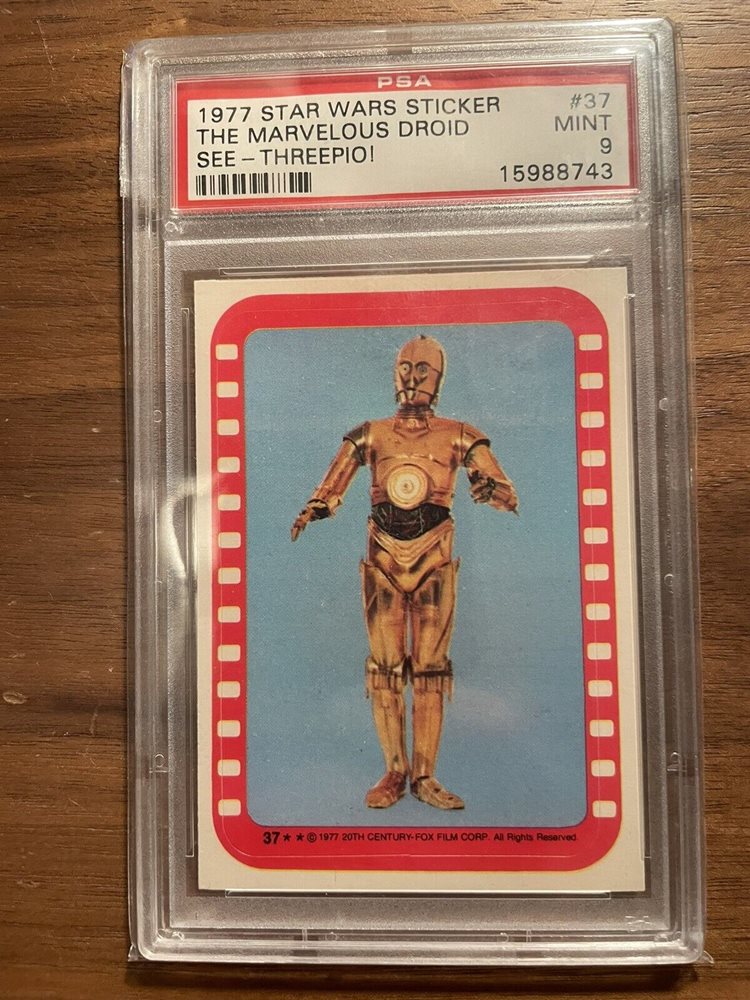 PSA
1977 STAR WARS STICKER #37
THE MARVELOUS DROID MINT
SEE - THREEPIO! 9
15988743
37 ★ ★ © 1977 20TH CENTURY-FOX FILM CORP. All Rights Reserved.